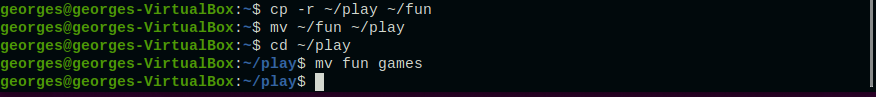 georges@georges-VirtualBox:~$ cp -r ~/play ~/fun
georges@georges-VirtualBox:~$ mv ~/fun ~/play
georges@georges-VirtualBox:~$ cd ~/play
georges@georges-VirtualBox:~/play$ mv fun games
georges@georges-VirtualBox:~/play$